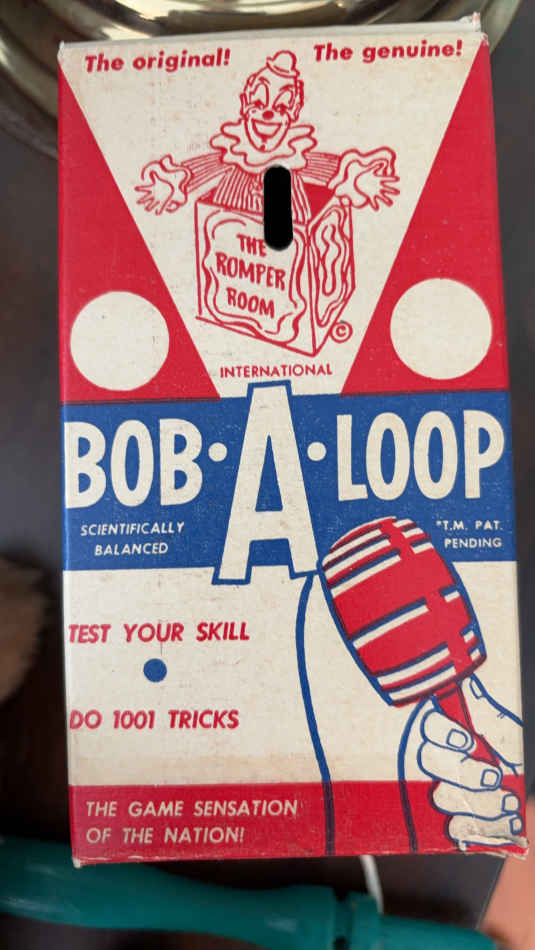 The original! The genuine!
THE
ROMPER
ROOM
©
INTERNATIONAL
BOB·A·LOOP
SCIENTIFICALLY
BALANCED
*T.M. PAT.
PENDING
TEST YOUR SKILL
DO 1001 TRICKS
THE GAME SENSATION
OF THE NATION!